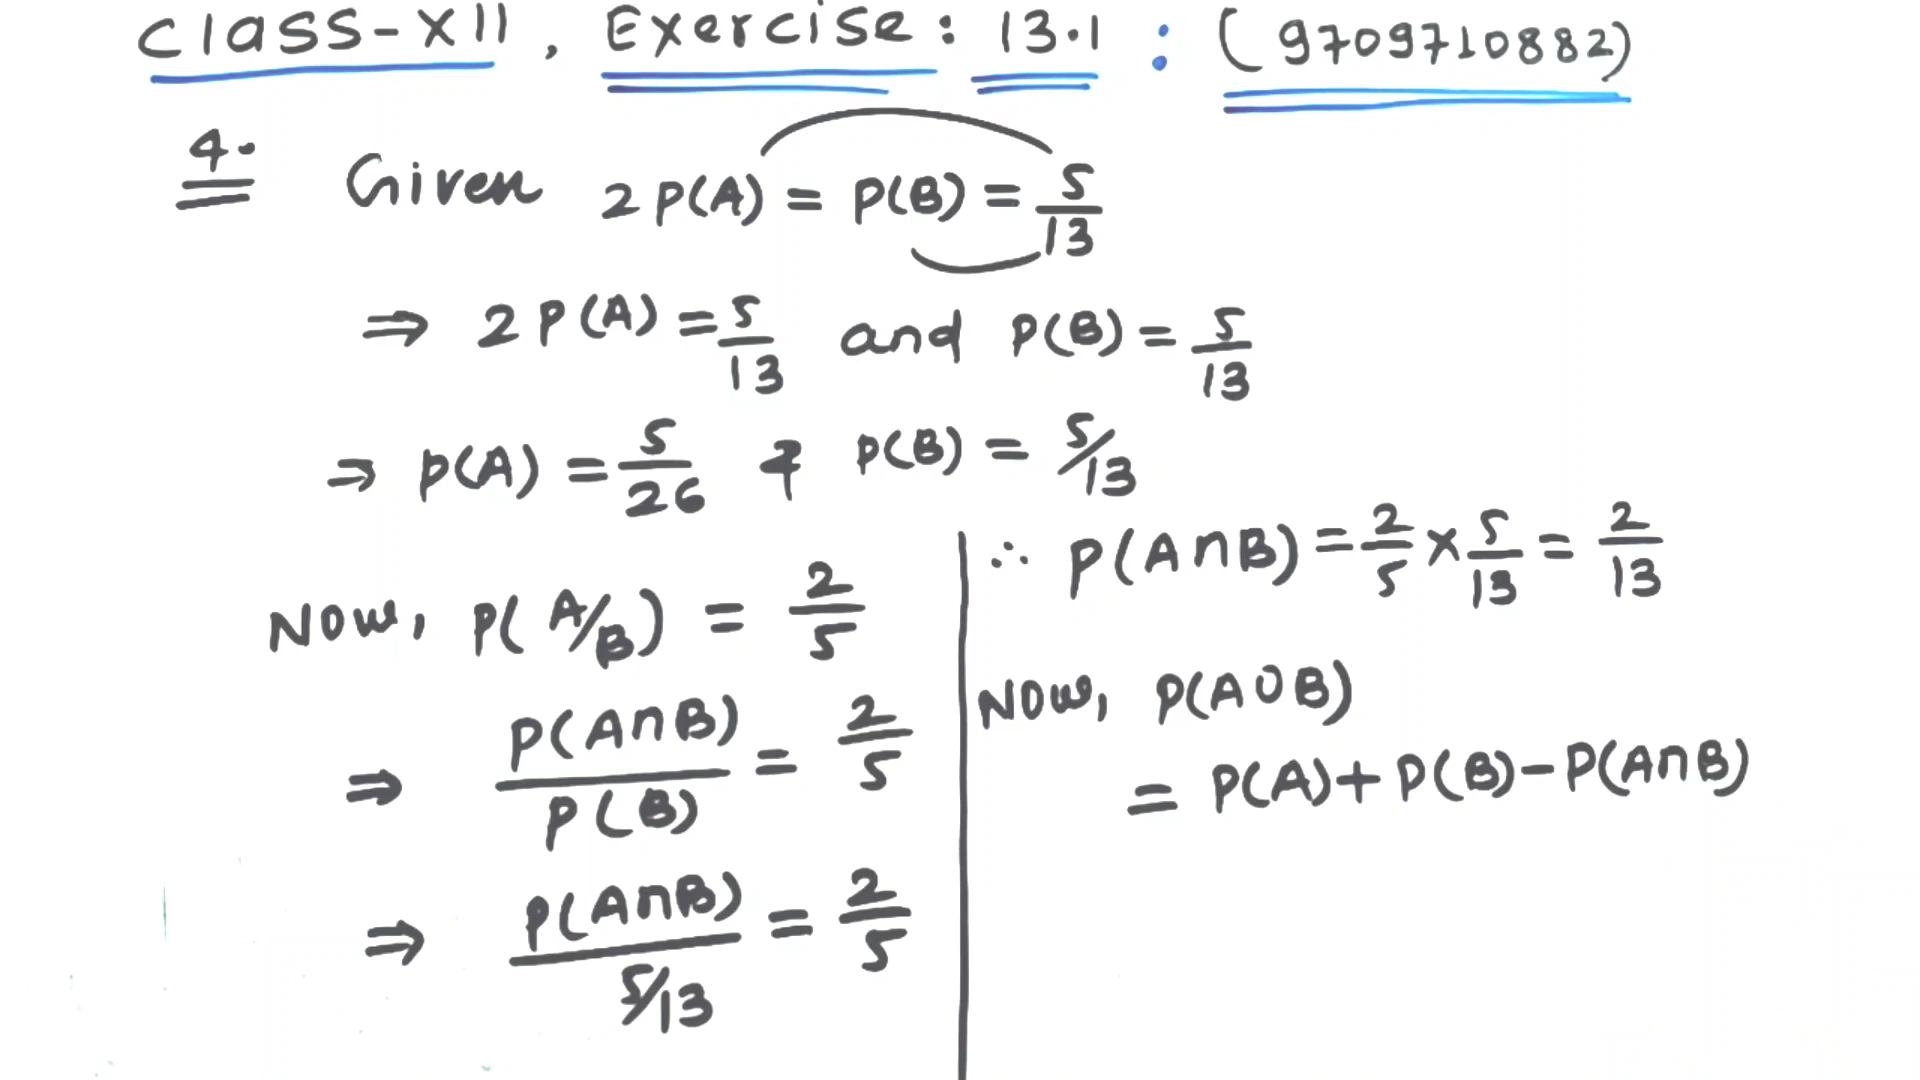 Class-XII, Exercise: 13.1 : (9709710882)
4. Given 2P(A) = P(B) = 5/13
⇒ 2P(A) = 5/13 and P(B) = 5/13
⇒ P(A) = 5/26 & P(B) = 5/13
Now, P(A/B) = 2/5
⇒ P(A∩B)/P(B) = 2/5
⇒ P(A∩B)/5/13 = 2/5
∴ P(A∩B) = 2/5 × 5/13 = 2/13
Now, P(A∪B)
= P(A)+P(B)-P(A∩B)